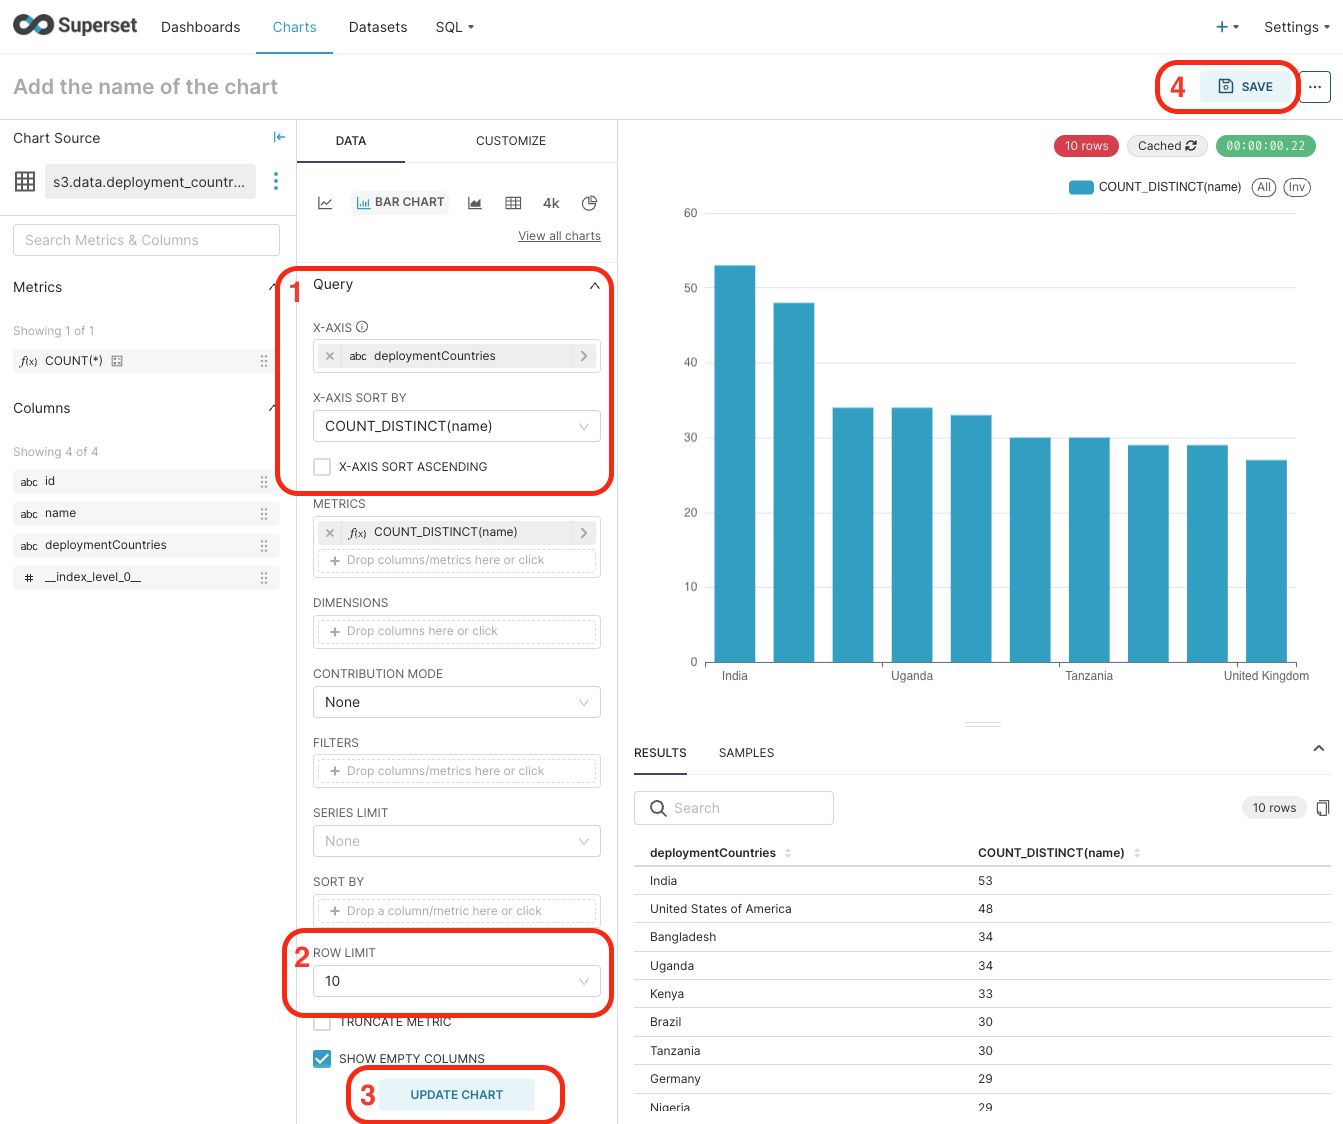 Superset
Dashboards
Charts
Datasets
SQL
+
Settings
Add the name of the chart
4
SAVE
...
Chart Source
s3.data.deployment_countr...
Search Metrics & Columns
Metrics
Showing 1 of 1
f(x) COUNT(*)
Columns
Showing 4 of 4
abc id
abc name
abc deploymentCountries
# __index_level_0__
DATA
CUSTOMIZE
BAR CHART
4k
View all charts
1
Query
X-AXIS
abc deploymentCountries
X-AXIS SORT BY
COUNT_DISTINCT(name)
X-AXIS SORT ASCENDING
METRICS
f(x) COUNT_DISTINCT(name)
+ Drop columns/metrics here or click
DIMENSIONS
+ Drop columns here or click
CONTRIBUTION MODE
None
FILTERS
+ Drop columns/metrics here or click
SERIES LIMIT
None
SORT BY
+ Drop a column/metric here or click
2
ROW LIMIT
10
TRUNCATE METRIC
SHOW EMPTY COLUMNS
3
UPDATE CHART
10 rows
Cached
00:00:00.22
COUNT_DISTINCT(name)
All
Inv
60
50
40
30
20
10
0
India
Uganda
Tanzania
United Kingdom
RESULTS
SAMPLES
Search
10 rows
deploymentCountries COUNT_DISTINCT(name)
India 53
United States of America 48
Bangladesh 34
Uganda 34
Kenya 33
Brazil 30
Tanzania 30
Germany 29
Nigeria 29